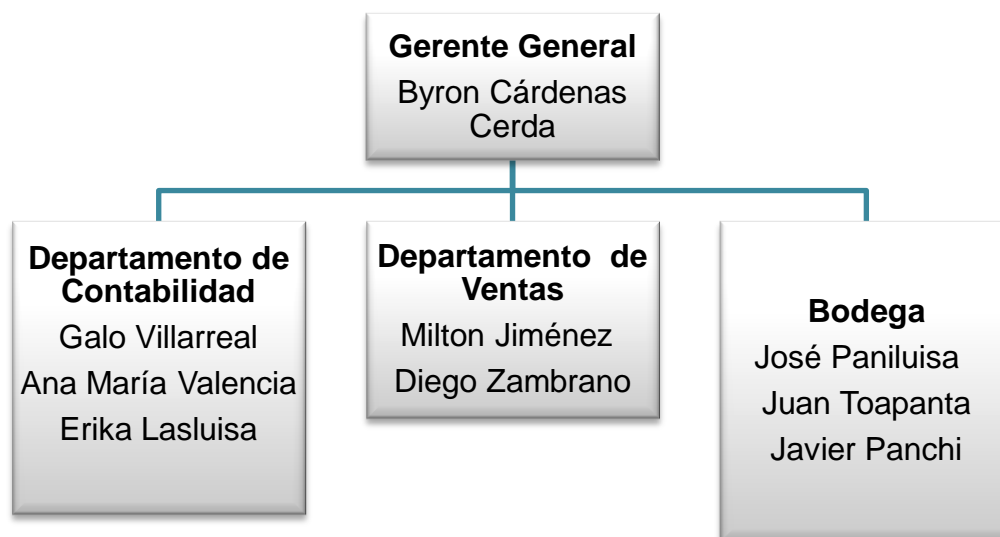 Gerente General
Byron Cárdenas
Cerda
Departamento de
Contabilidad
Galo Villarreal
Ana María Valencia
Erika Lasluisa
Departamento de
Ventas
Milton Jiménez
Diego Zambrano
Bodega
José Paniluisa
Juan Toapanta
Javier Panchi